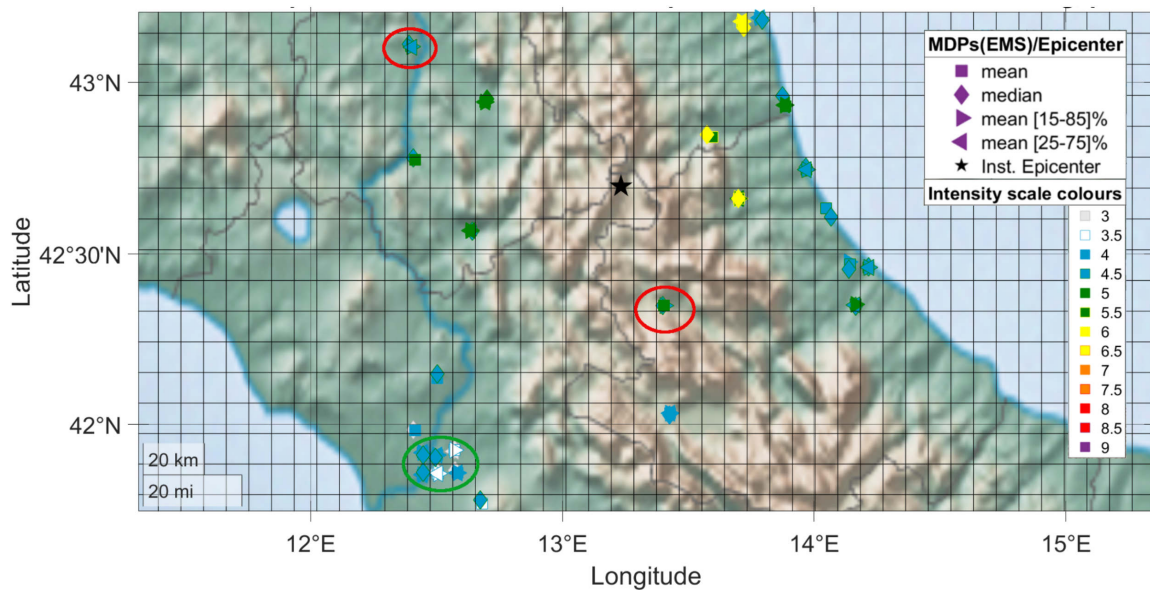 MDPs(EMS)/Epicenter
mean
median
mean [15-85]%
mean [25-75]%
Inst. Epicenter
Intensity scale colours
3
3.5
4
4.5
5
5.5
6
6.5
7
7.5
8
8.5
9
43°N
42°30'N
42°N
Latitude
20 km
20 mi
12°E
13°E
14°E
15°E
Longitude